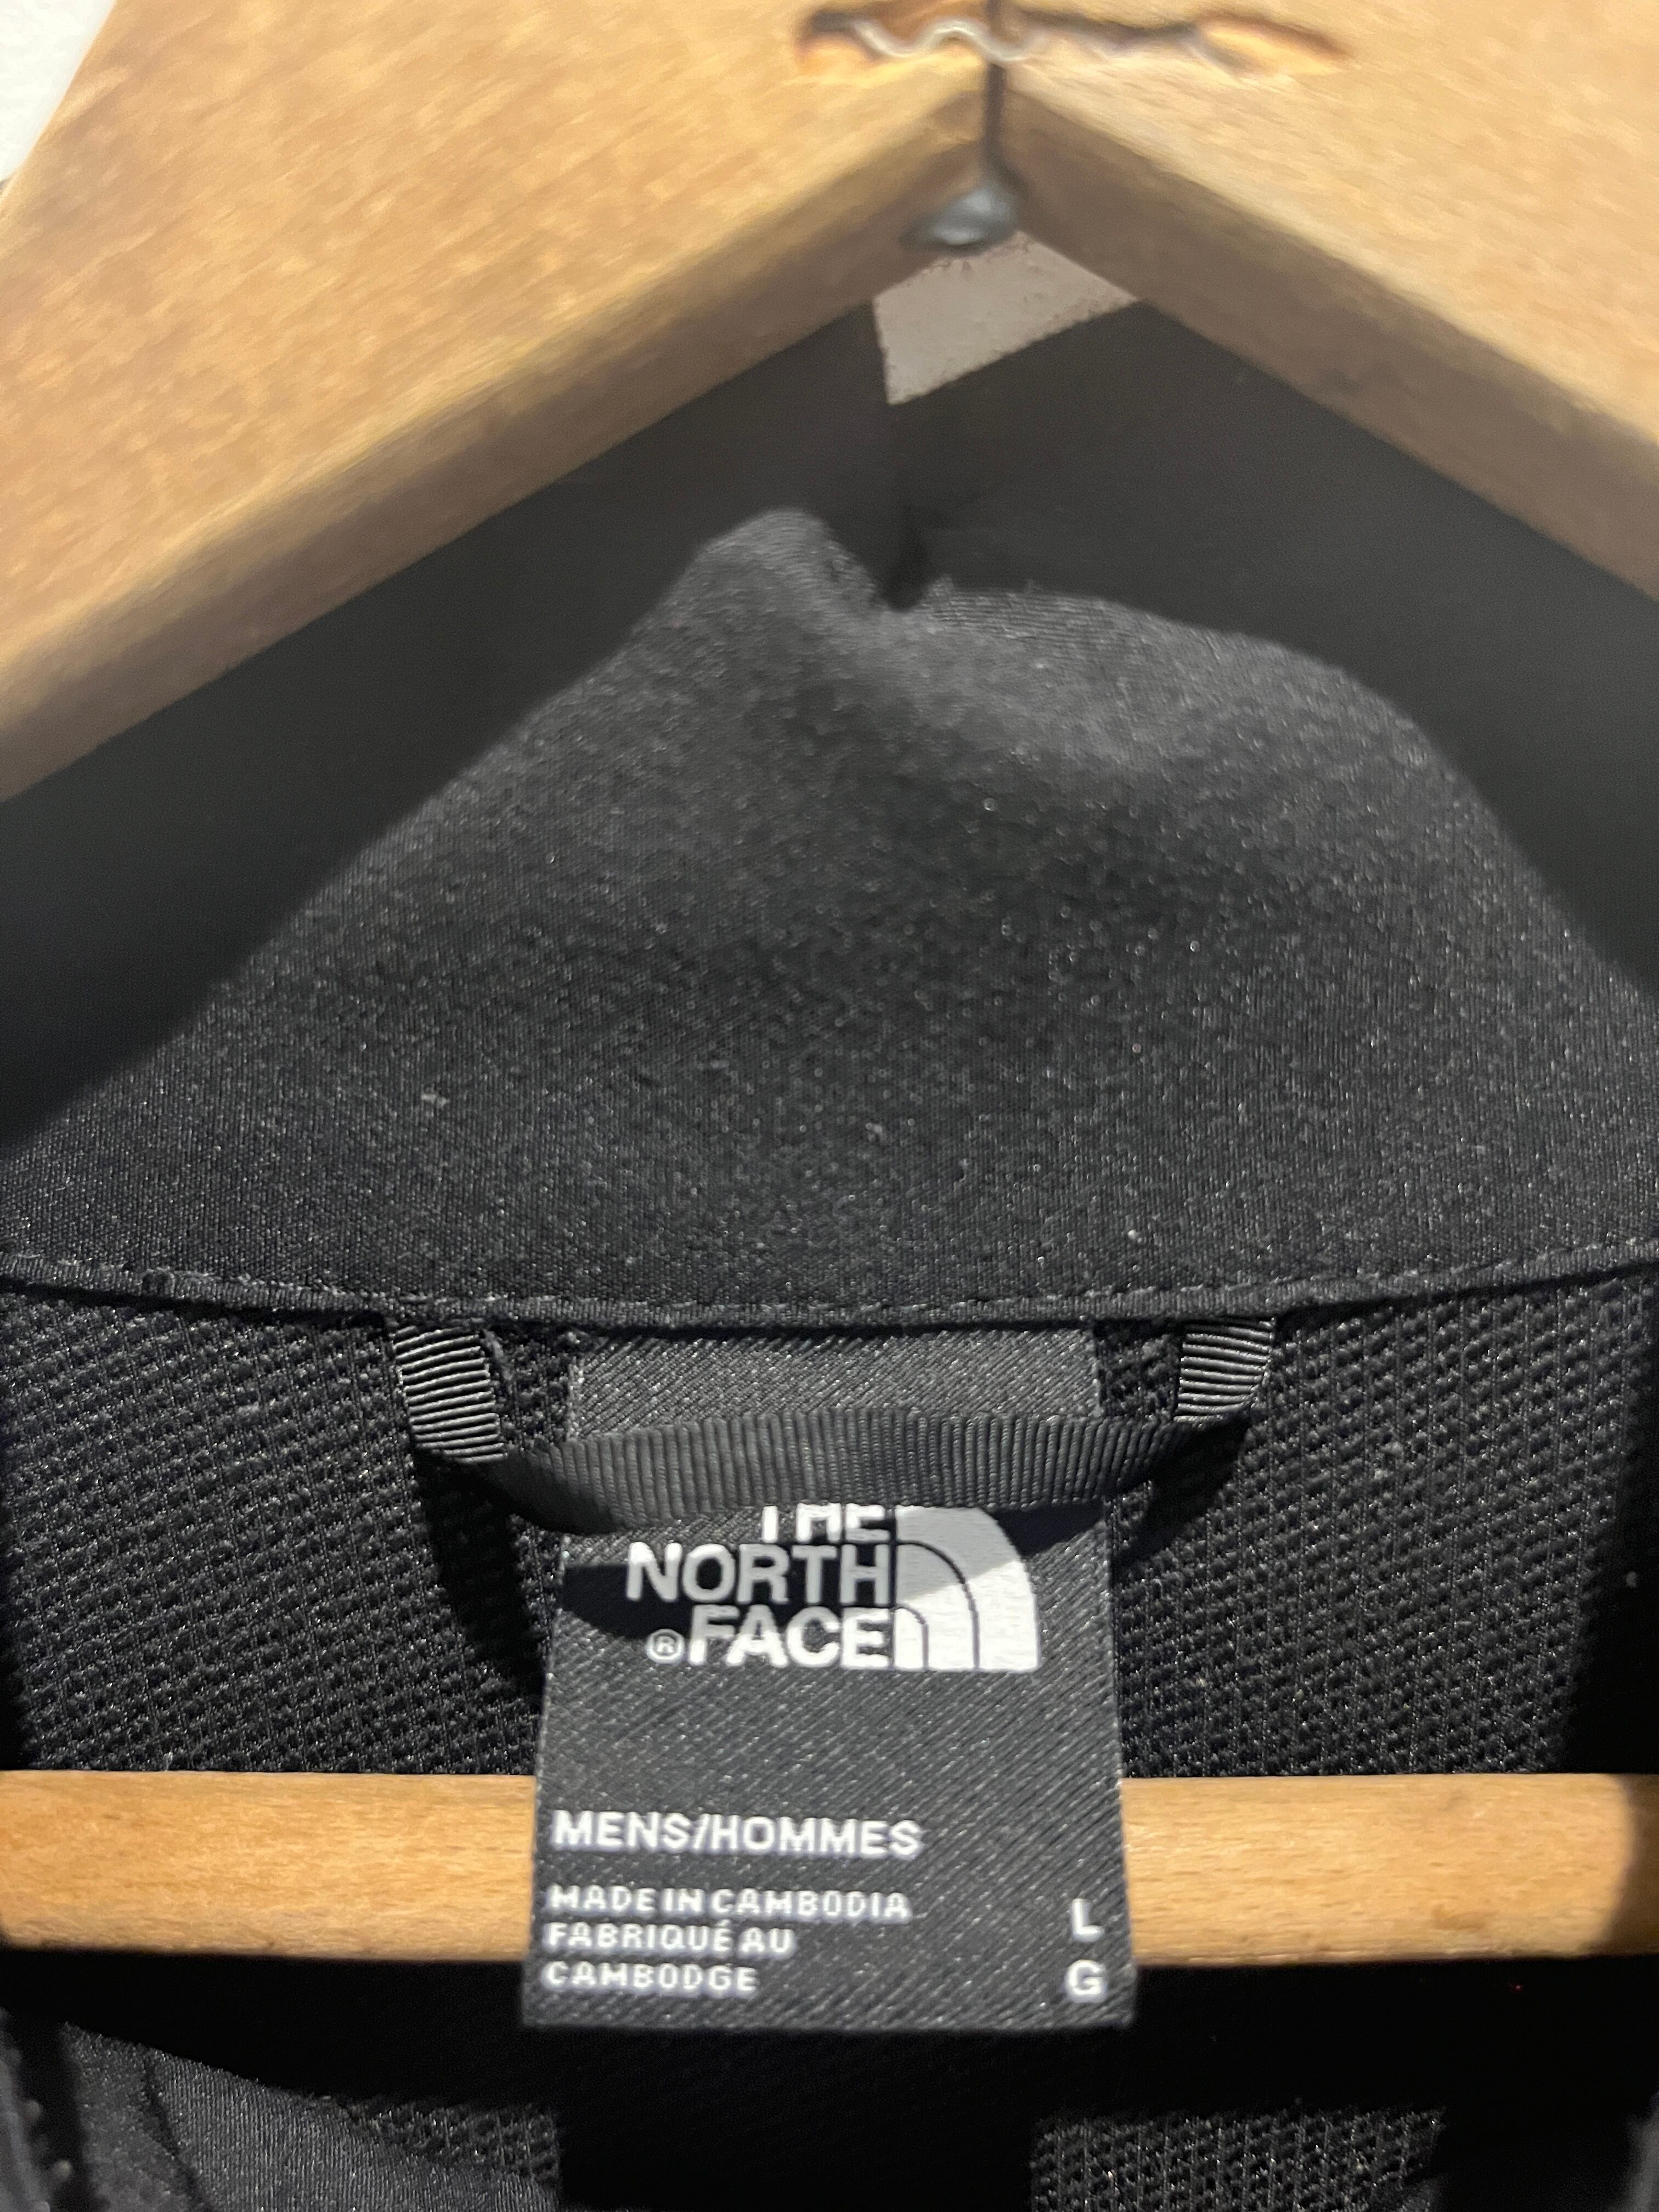 THE
NORTH
®FACE
MENS/HOMMES
MADE IN CAMBODIA
FABRIQUÉ AU
CAMBODGE
L
G